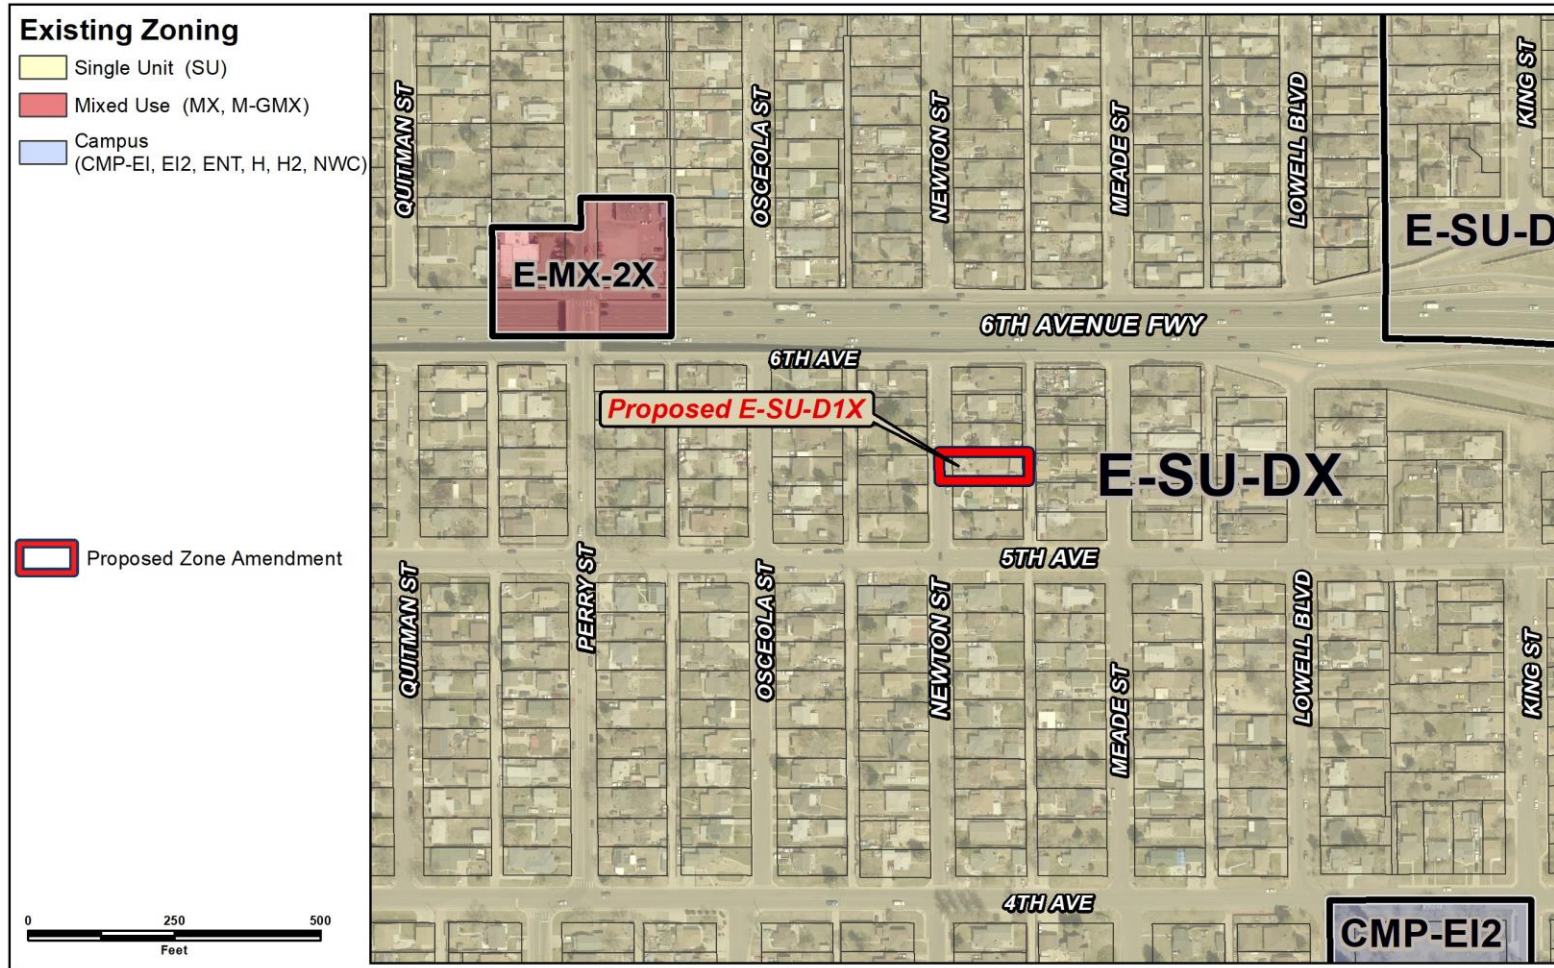 Existing Zoning
Single Unit (SU)
Mixed Use (MX, M-GMX)
Campus
(CMP-EI, EI2, ENT, H, H2, NWC)
Proposed Zone Amendment
0 250 500
Feet
QUITMAN ST
OSCEOLA ST
NEWTON ST
MEADE ST
LOWELL BLVD
KING ST
E-SU-D
E-MX-2X
6TH AVENUE FWY
6TH AVE
Proposed E-SU-D1X
E-SU-DX
5TH AVE
QUITMAN ST
PERRY ST
OSCEOLA ST
NEWTON ST
MEADE ST
LOWELL BLVD
KING ST
4TH AVE
CMP-EI2